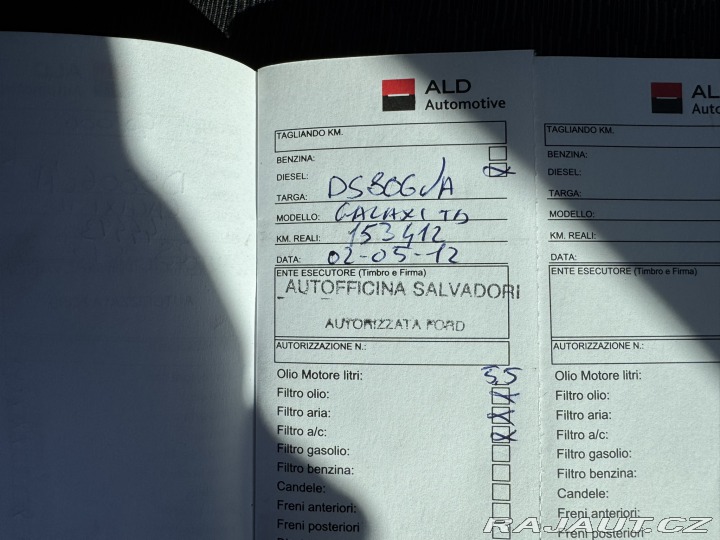 ALD
Automotive
TAGLIANDO KM.
BENZINA:
DIESEL:
TARGA:
MODELLO: GALAXI TD
KM. REALI: 153412
DATA: 02-05-12
ENTE ESECUTORE (Timbro e Firma)
AUTOFFICINA SALVADORI
AUTORIZZATA FORD
AUTORIZZAZIONE N.:
Olio Motore litri: 5,5
Filtro olio:
Filtro aria:
Filtro a/c:
Filtro gasolio:
Filtro benzina:
Candele:
Freni anteriori:
Freni posteriori
ALD
Auto
TAGLIANDO KM.
BENZINA:
DIESEL:
TARGA:
MODELLO:
KM. REALI:
DATA:
ENTE ESECUTORE (Timbro e Firma)
AUTORIZZAZIONE N.:
Olio Motore litri:
Filtro olio:
Filtro aria:
Filtro a/c:
Filtro gasolio:
Filtro benzina:
Candele:
Freni anteriori:
Freni posteriori
RAJAUT.CZ